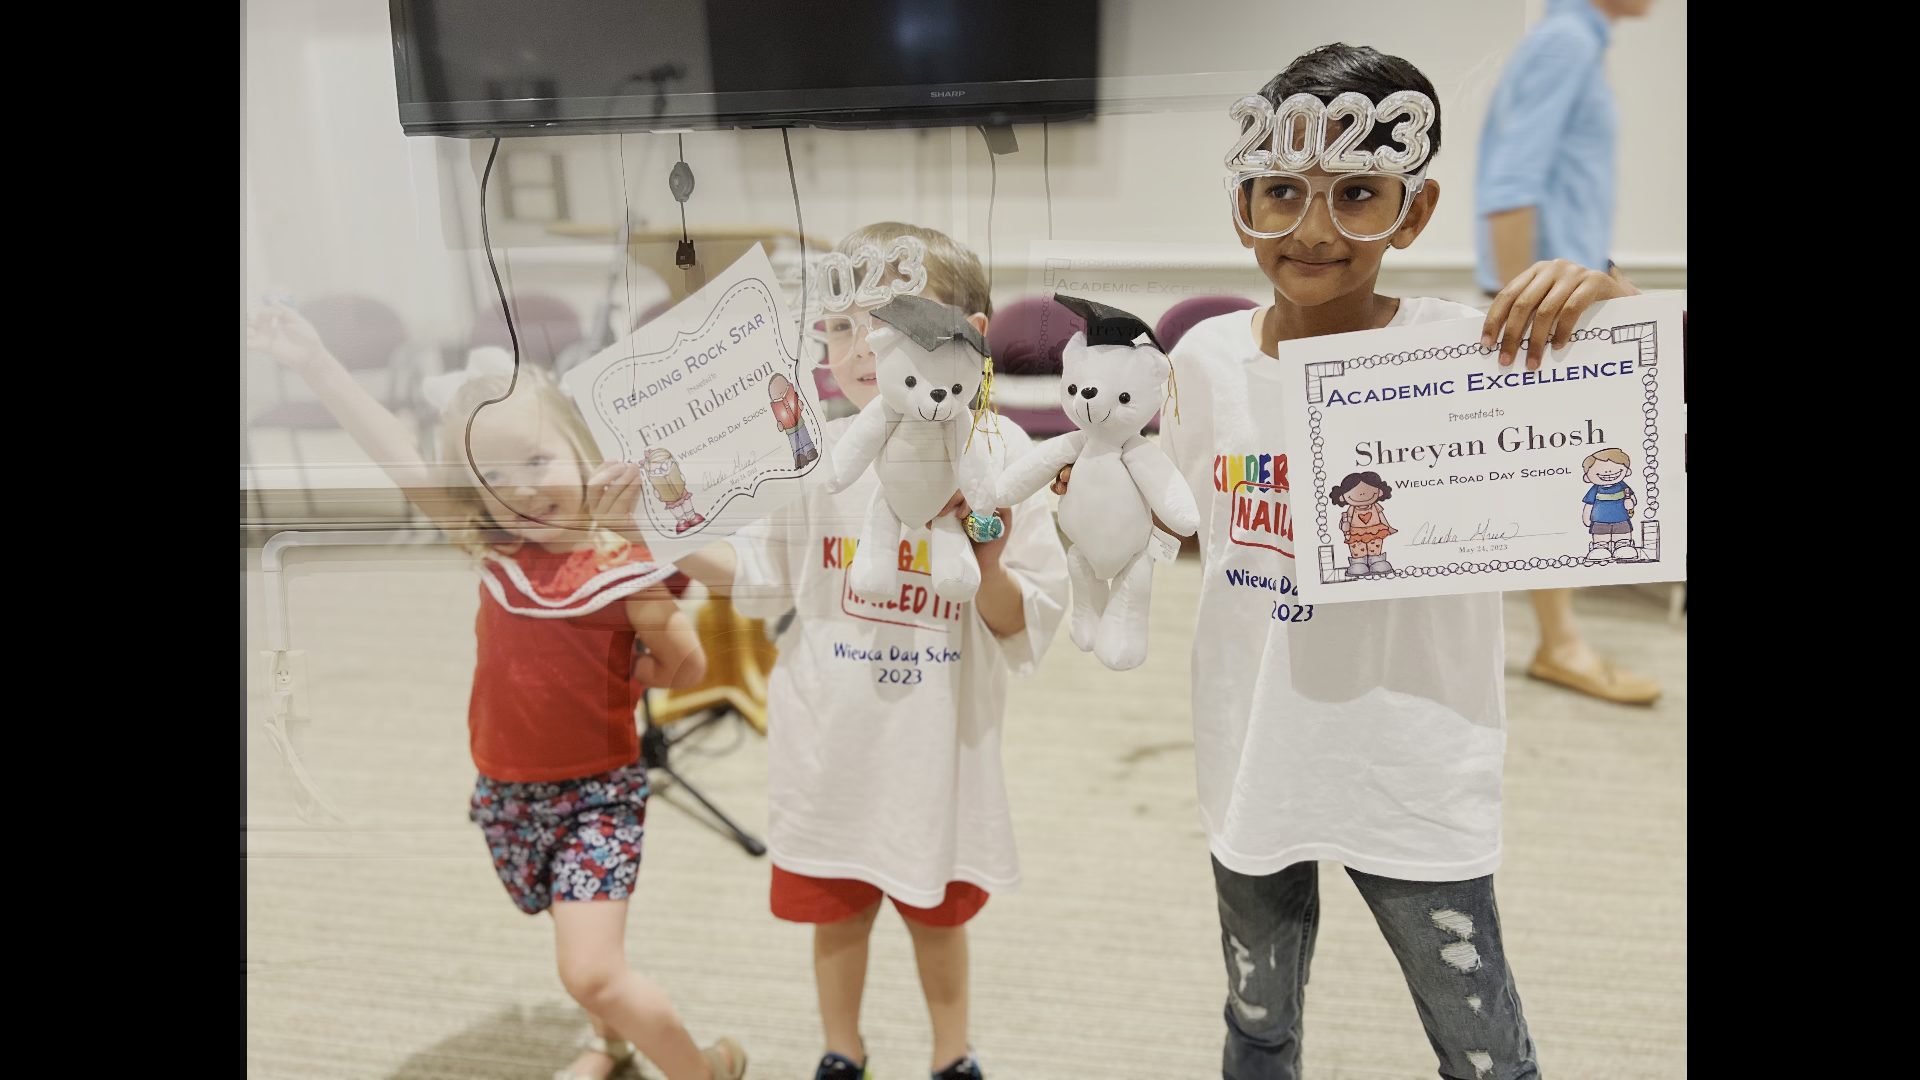 SHARP
2023
2023
READING ROCK STAR
Presented to
Finn Robertson
WIEUCA ROAD DAY SCHOOL
ACADEMIC EXCELLENCE
ACADEMIC EXCELLENCE
Presented to
Shreyan Ghosh
WIEUCA ROAD DAY SCHOOL
May 24, 2023
KINDER
NAIL
Wieuca Da
2023
KIN GA
NAILED IT!
Wieuca Day Schoo
2023